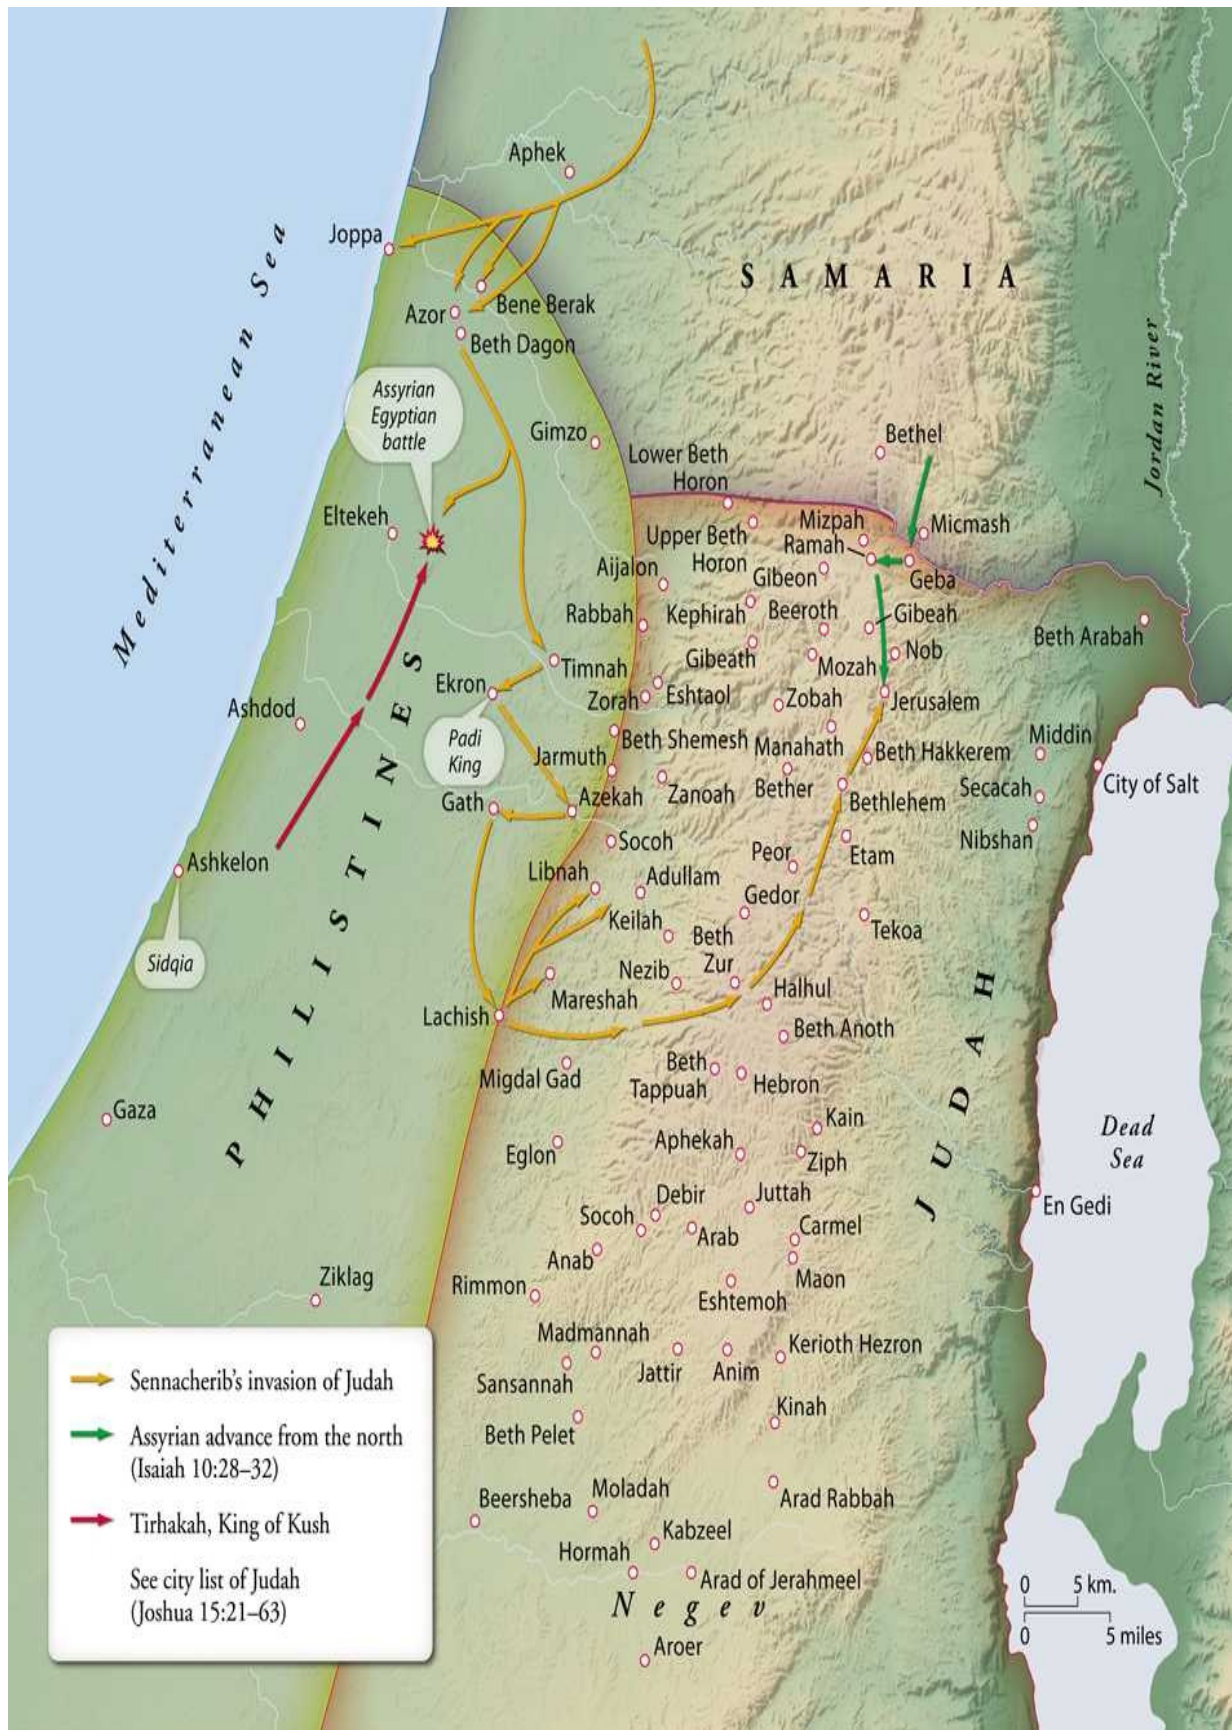 Aphek
Joppa
Mediterranean Sea
SAMARIA
Azor
Bene Berak
Beth Dagon
Jordan River
Assyrian
Egyptian
battle
Gimzo
Bethel
Lower Beth
Horon
Eltekeh
Mizpah
Micmash
Upper Beth
Horon
Ramah
Aijalon
Gibeon
Geba
Rabbah
Kephirah
Beeroth
Gibeah
Beth Arabah
Gibeath
Mozah
Nob
Timnah
Ekron
Zorah
Eshtaol
Zobah
Jerusalem
Ashdod
PHILISTINES
Padi
King
Beth Shemesh
Manahath
Beth Hakkerem
Middin
Jarmuth
Zanoah
Bether
Secacah
City of Salt
Gath
Azekah
Bethlehem
Nibshan
Socoh
Peor
Etam
Ashkelon
Libnah
Adullam
Gedor
Keilah
Beth
Zur
Tekoa
Sidqia
Nezib
Mareshah
Halhul
JUDAH
Lachish
Beth Anoth
Migdal Gad
Beth
Tappuah
Hebron
Gaza
Kain
Dead
Sea
Eglon
Aphekah
Ziph
Debir
Juttah
En Gedi
Socoh
Arab
Carmel
Anab
Maon
Ziklag
Rimmon
Eshtemoh
Madmannah
Kerioth Hezron
Sansannah
Jattir
Anim
Beth Pelet
Kinah
Beersheba
Moladah
Arad Rabbah
Kabzeel
Hormah
Arad of Jerahmeel
Negev
Aroer
Sennacherib's invasion of Judah
Assyrian advance from the north
(Isaiah 10:28–32)
Tirhakah, King of Kush
See city list of Judah
(Joshua 15:21–63)
0 5 km.
0 5 miles